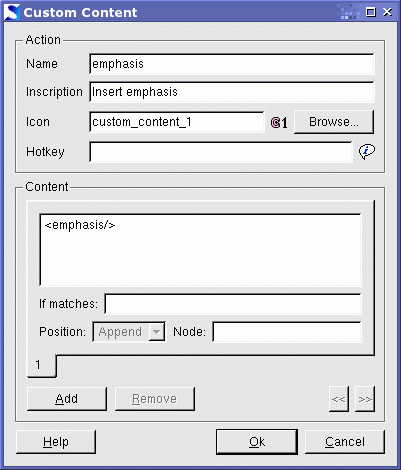 Custom Content
Action
Name emphasis
Inscription Insert emphasis
Icon custom_content_1 C1 Browse...
Hotkey
Content
<emphasis/>
If matches:
Position: Append Node:
1
Add Remove << >>
Help Ok Cancel